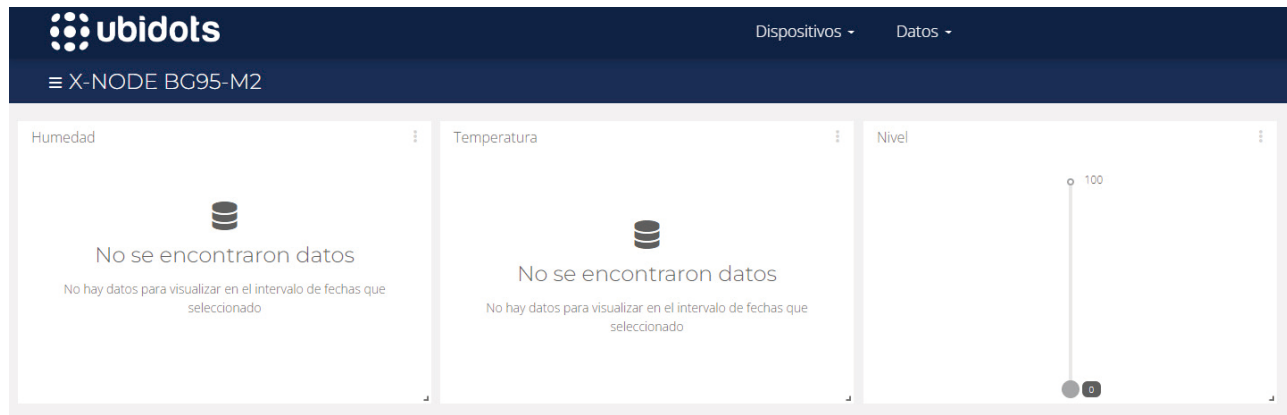 ubidots
Dispositivos
Datos
≡ X-NODE BG95-M2
Humedad
No se encontraron datos
No hay datos para visualizar en el intervalo de fechas que
seleccionado
Temperatura
No se encontraron datos
No hay datos para visualizar en el intervalo de fechas que
seleccionado
Nivel
100
0